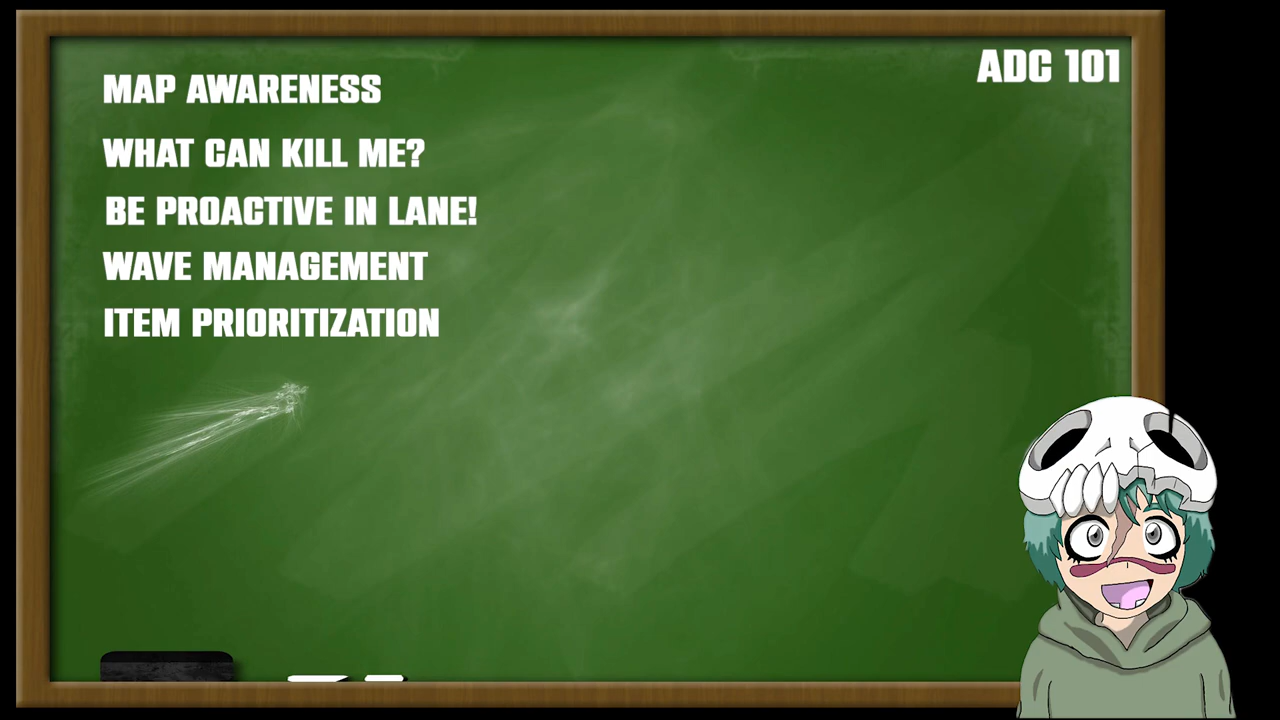 ADC 101
MAP AWARENESS
WHAT CAN KILL ME?
BE PROACTIVE IN LANE!
WAVE MANAGEMENT
ITEM PRIORITIZATION